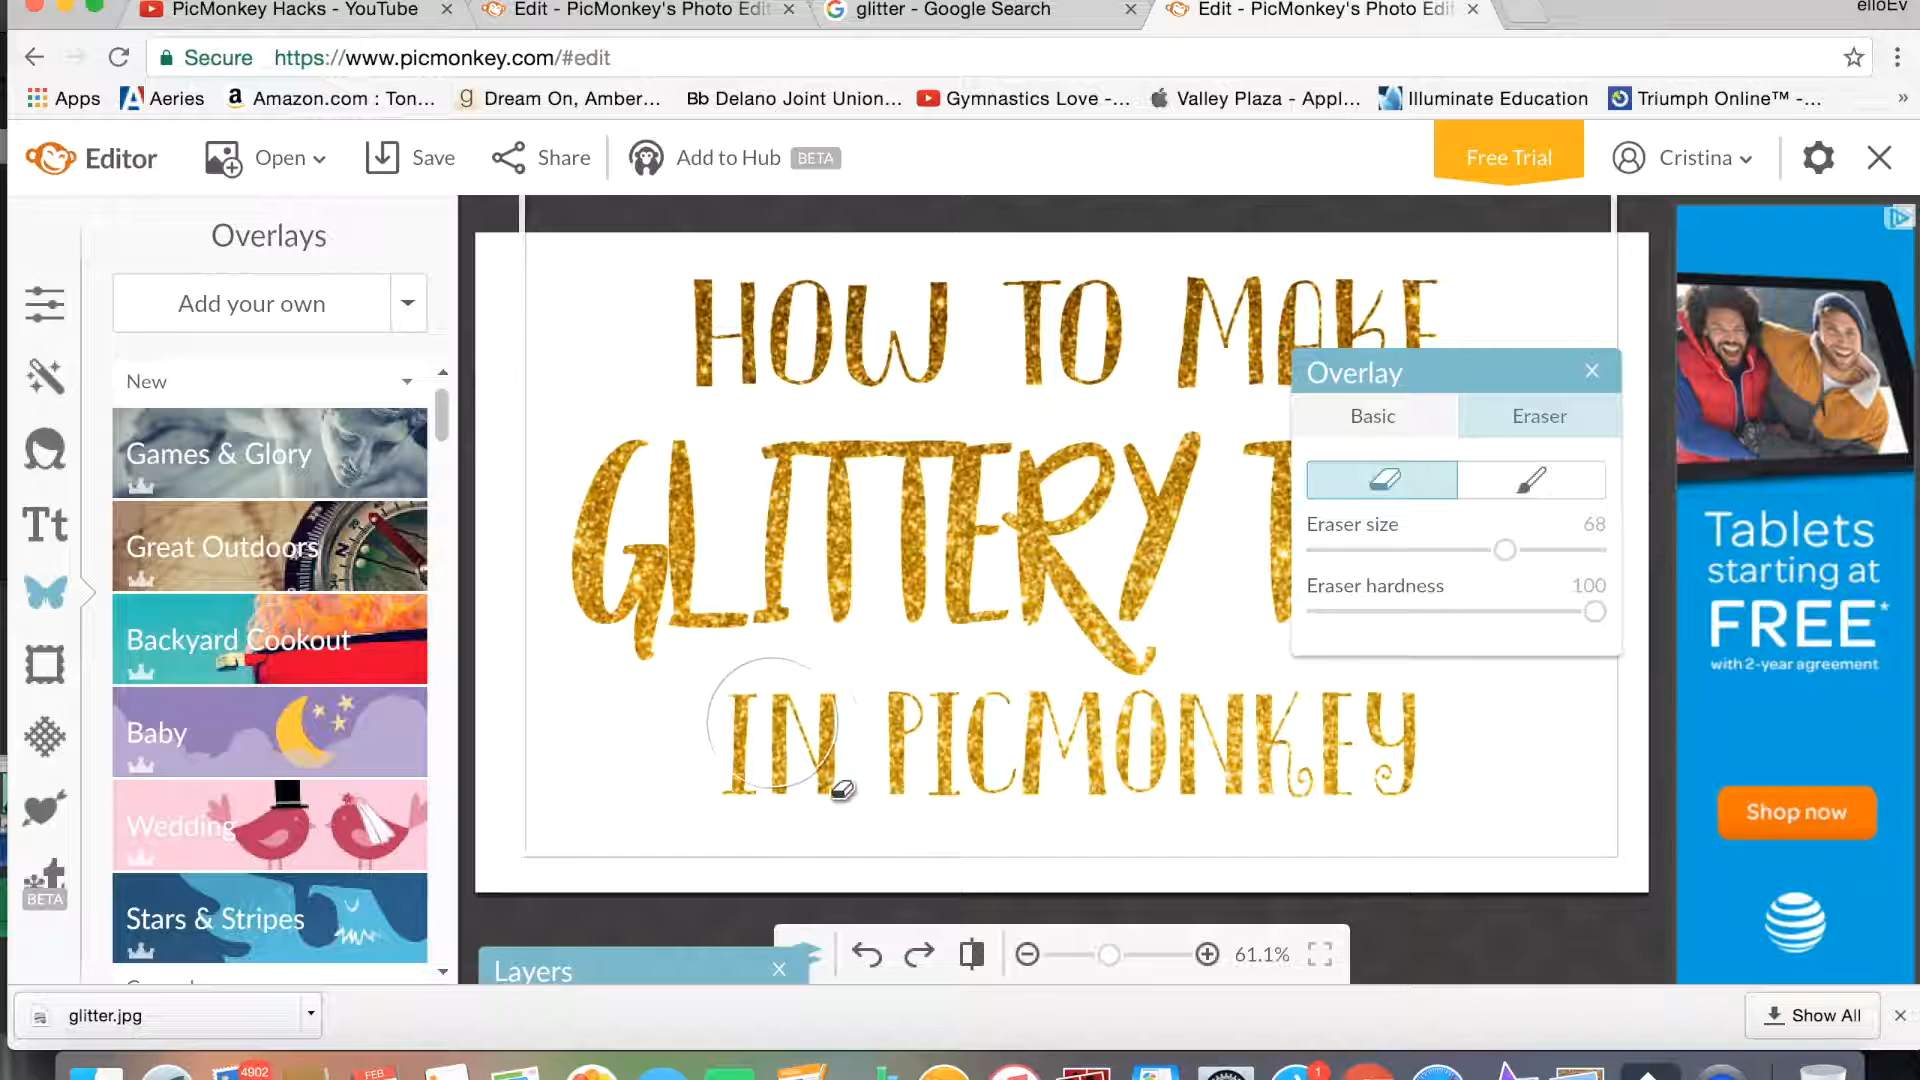 PicMonkey Hacks - YouTube
Edit - PicMonkey's Photo Edit
glitter - Google Search
Edit - PicMonkey's Photo Edit
elloEv
Secure https://www.picmonkey.com/#edit
Apps
Aeries
Amazon.com : Ton...
Dream On, Amber...
Bb Delano Joint Union...
Gymnastics Love -...
Valley Plaza - Appl...
Illuminate Education
Triumph Online™ -...
Editor
Open
Save
Share
Add to Hub BETA
Free Trial
Cristina
Overlays
Add your own
New
Games & Glory
Great Outdoors
Backyard Cookout
Baby
Wedding
Stars & Stripes
Tt
BETA
HOW TO MAKE
GLITTERY T
IN PICMONKEY
Overlay
Basic
Eraser
Eraser size 68
Eraser hardness 100
Layers
61.1%
Tablets
starting at
FREE*
with 2-year agreement
Shop now
glitter.jpg
Show All
4902
FEB
1